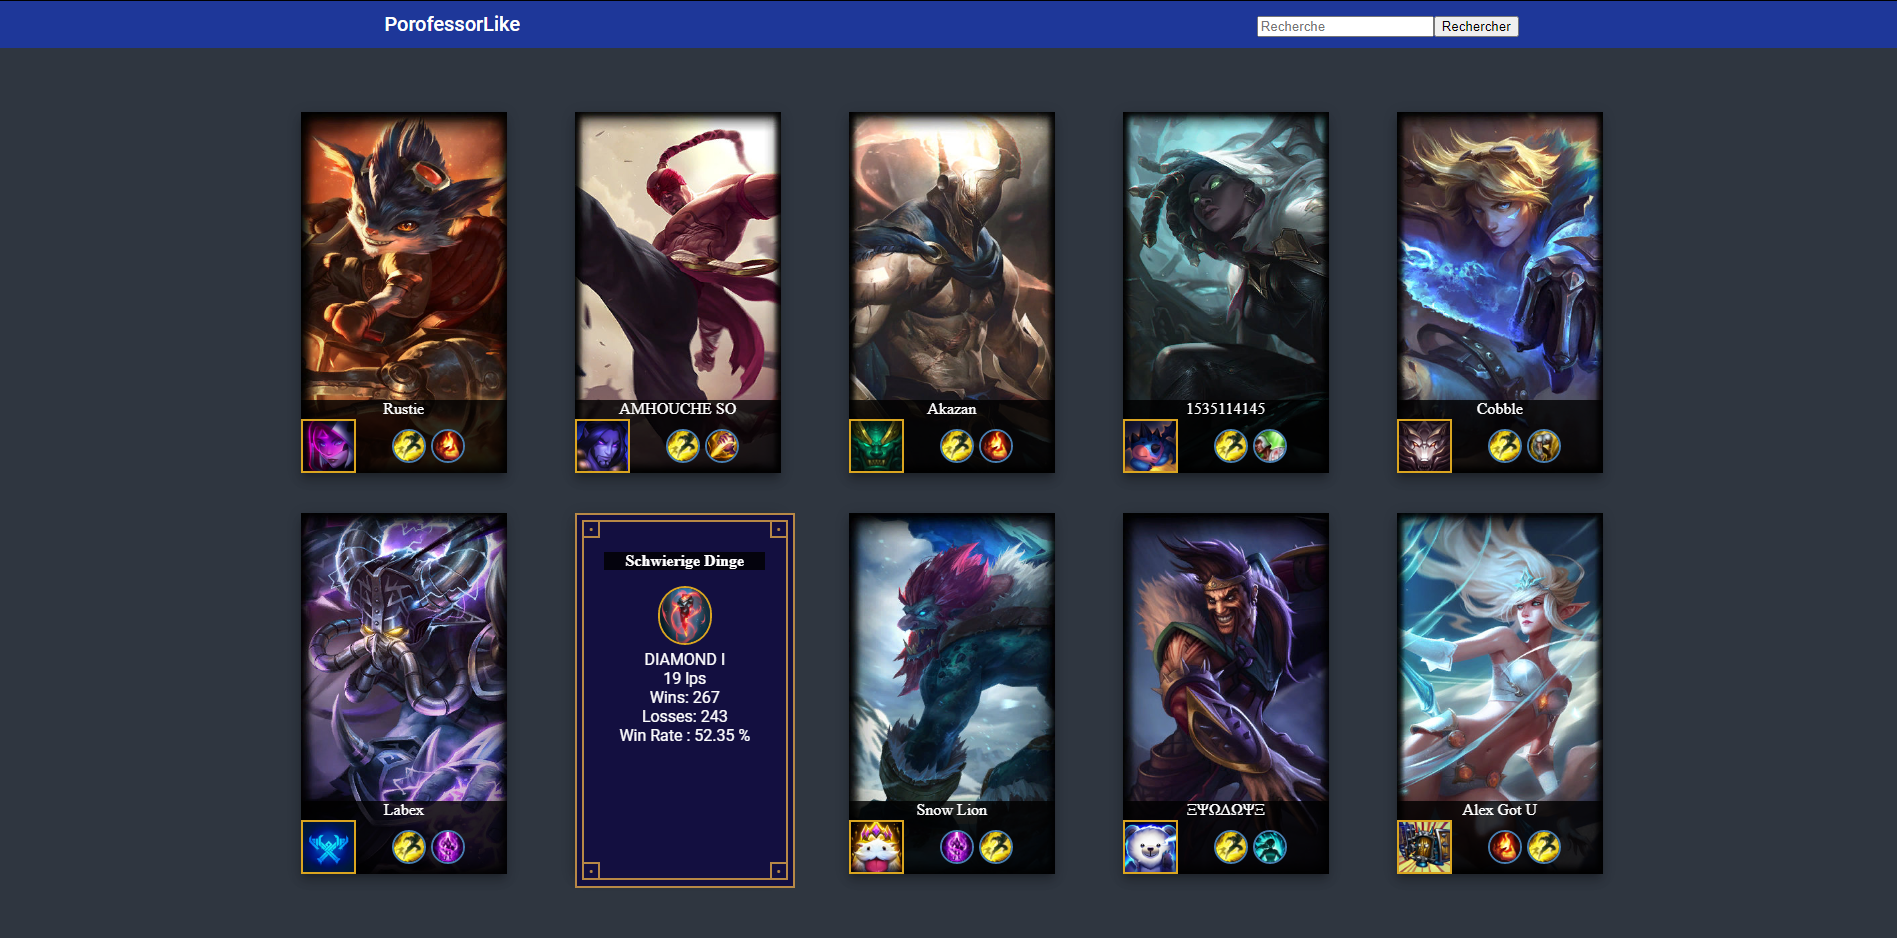 PorofessorLike
Recherche
Rechercher
Rustie
AMHOUCHE SO
Akazan
1535114145
Cobble
Schwierige Dinge
DIAMOND I
19 lps
Wins: 267
Losses: 243
Win Rate : 52.35 %
Labex
Snow Lion
ΞΨΩΔΩΨΞ
Alex Got U